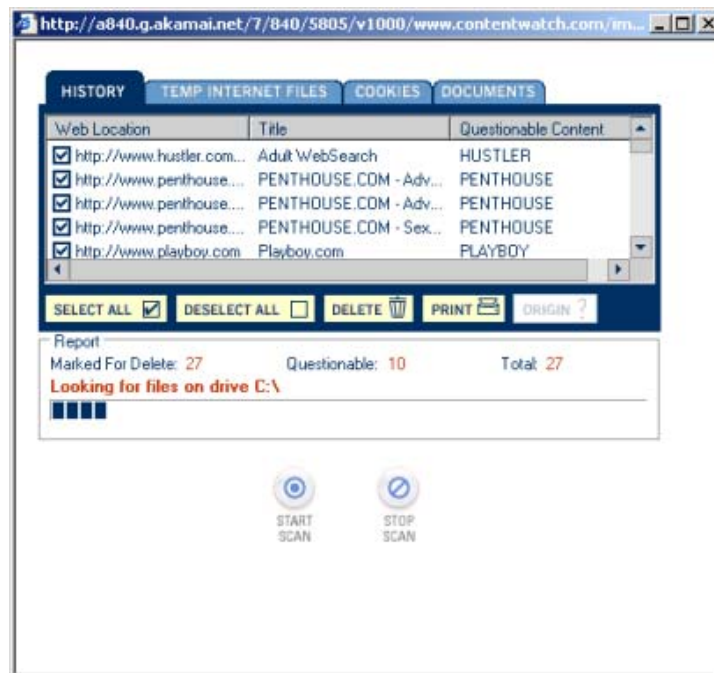 http://a840.g.akamai.net/7/840/5805/v1000/www.contentwatch.com/im...
HISTORY TEMP INTERNET FILES COOKIES DOCUMENTS
Web Location Title Questionable Content
http://www.hustler.com... Adult WebSearch HUSTLER
http://www.penthouse.... PENTHOUSE.COM - Adv... PENTHOUSE
http://www.penthouse.... PENTHOUSE.COM - Adv... PENTHOUSE
http://www.penthouse.... PENTHOUSE.COM - Sex... PENTHOUSE
http://www.playboy.com Playboy.com PLAYBOY
SELECT ALL DESELECT ALL DELETE PRINT ORIGIN ?
Report
Marked For Delete: 27 Questionable: 10 Total: 27
Looking for files on drive C:\
START SCAN
STOP SCAN